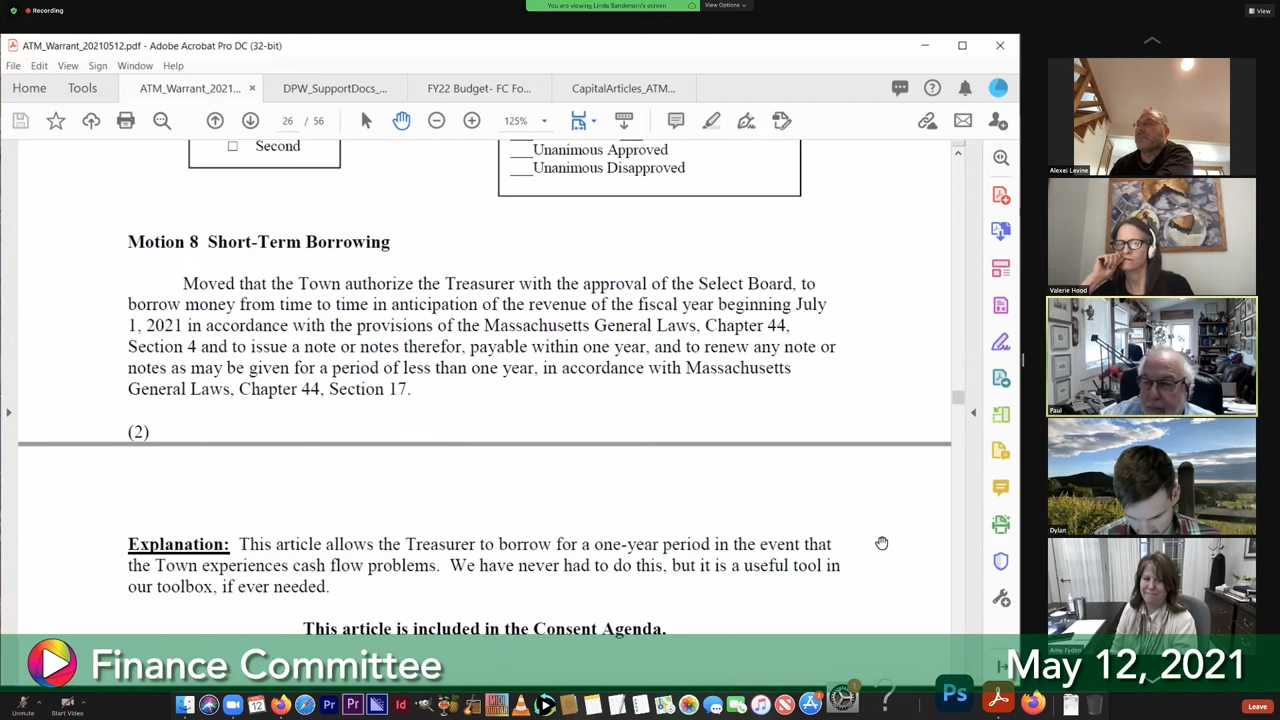 Recording
You are viewing Linda Sanderson's screen
View Options
View
ATM_Warrant_20210512.pdf - Adobe Acrobat Pro DC (32-bit)
File Edit View Sign Window Help
Home Tools ATM_Warrant_2021... × DPW_SupportDocs_... FY22 Budget- FC Fo... CapitalArticles_ATM...
26 / 56 125%
□ Second
___Unanimous Approved
___Unanimous Disapproved
Motion 8 Short-Term Borrowing
Moved that the Town authorize the Treasurer with the approval of the Select Board, to
borrow money from time to time in anticipation of the revenue of the fiscal year beginning July
1, 2021 in accordance with the provisions of the Massachusetts General Laws, Chapter 44,
Section 4 and to issue a note or notes therefor, payable within one year, and to renew any note or
notes as may be given for a period of less than one year, in accordance with Massachusetts
General Laws, Chapter 44, Section 17.
(2)
Explanation: This article allows the Treasurer to borrow for a one-year period in the event that
the Town experiences cash flow problems. We have never had to do this, but it is a useful tool in
our toolbox, if ever needed.
This article is included in the Consent Agenda.
Alexei Levine
Valerie Hood
Paul
Dylan
Amy Fyden
Finance Committee
May 12, 2021
Unmute
Start Video
12
Pr
Id
Ps
Leave